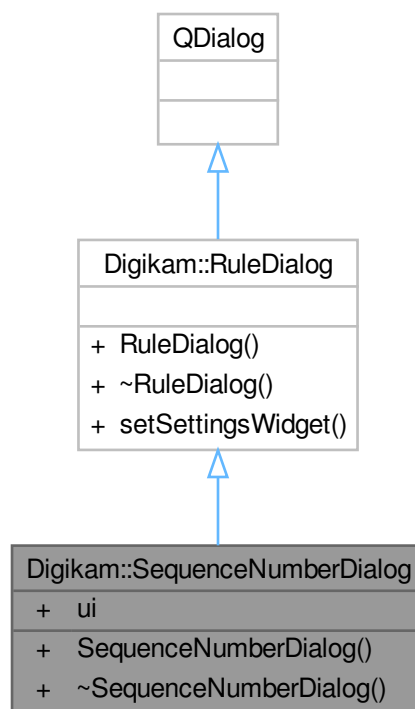 QDialog
Digikam::RuleDialog
+ RuleDialog()
+ ~RuleDialog()
+ setSettingsWidget()
Digikam::SequenceNumberDialog
+ ui
+ SequenceNumberDialog()
+ ~SequenceNumberDialog()